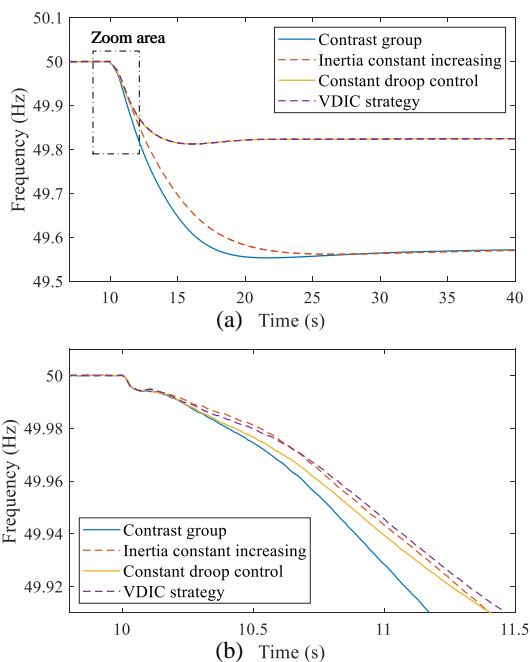 50.1
50
49.9
49.8
49.7
49.6
49.5
Frequency (Hz)
Zoom area
Contrast group
Inertia constant increasing
Constant droop control
VDIC strategy
10
15
20
25
30
35
40
(a) Time (s)
50
49.98
49.96
49.94
49.92
Frequency (Hz)
Contrast group
Inertia constant increasing
Constant droop control
VDIC strategy
10
10.5
11
11.5
(b) Time (s)